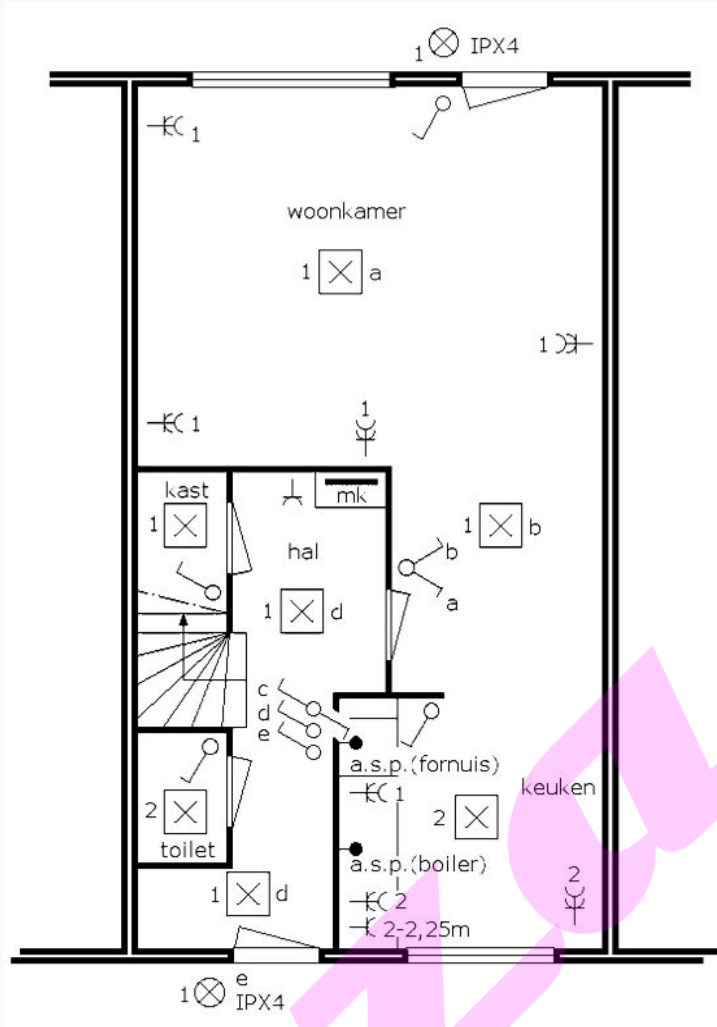 1 IPX4
1
woonkamer
1 a
1
1
1
kast
mk
1
1 b
hal
b
a
1 d
c
d
e
a.s.p.(fornuis)
1
keuken
2
2
toilet
a.s.p.(boiler)
2
1 d
2
2-2,25m
e
1 IPX4